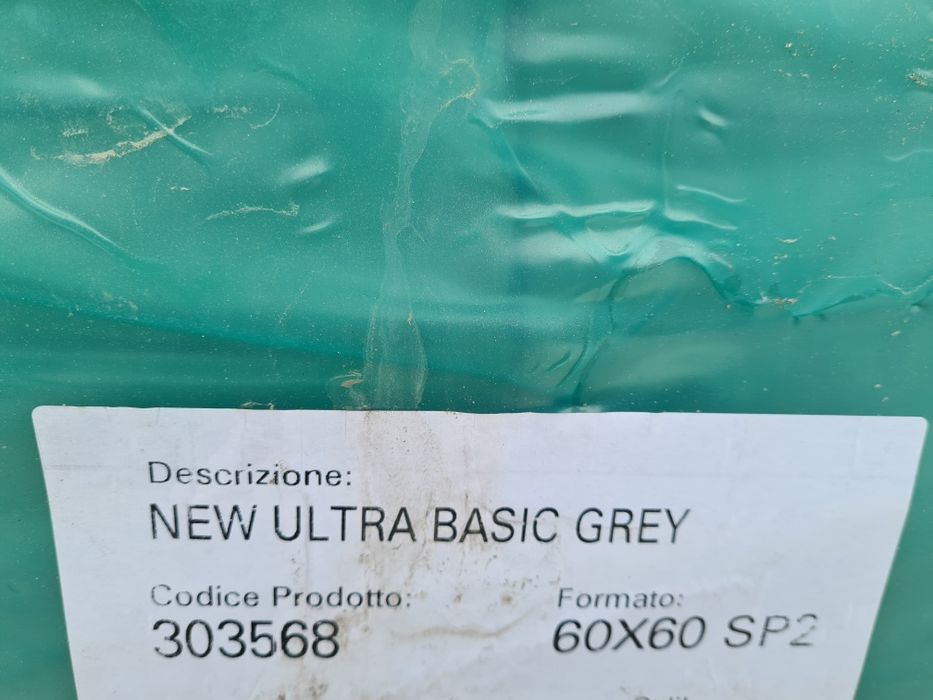 Descrizione:
NEW ULTRA BASIC GREY
Codice Prodotto: Formato:
303568 60X60 SP2